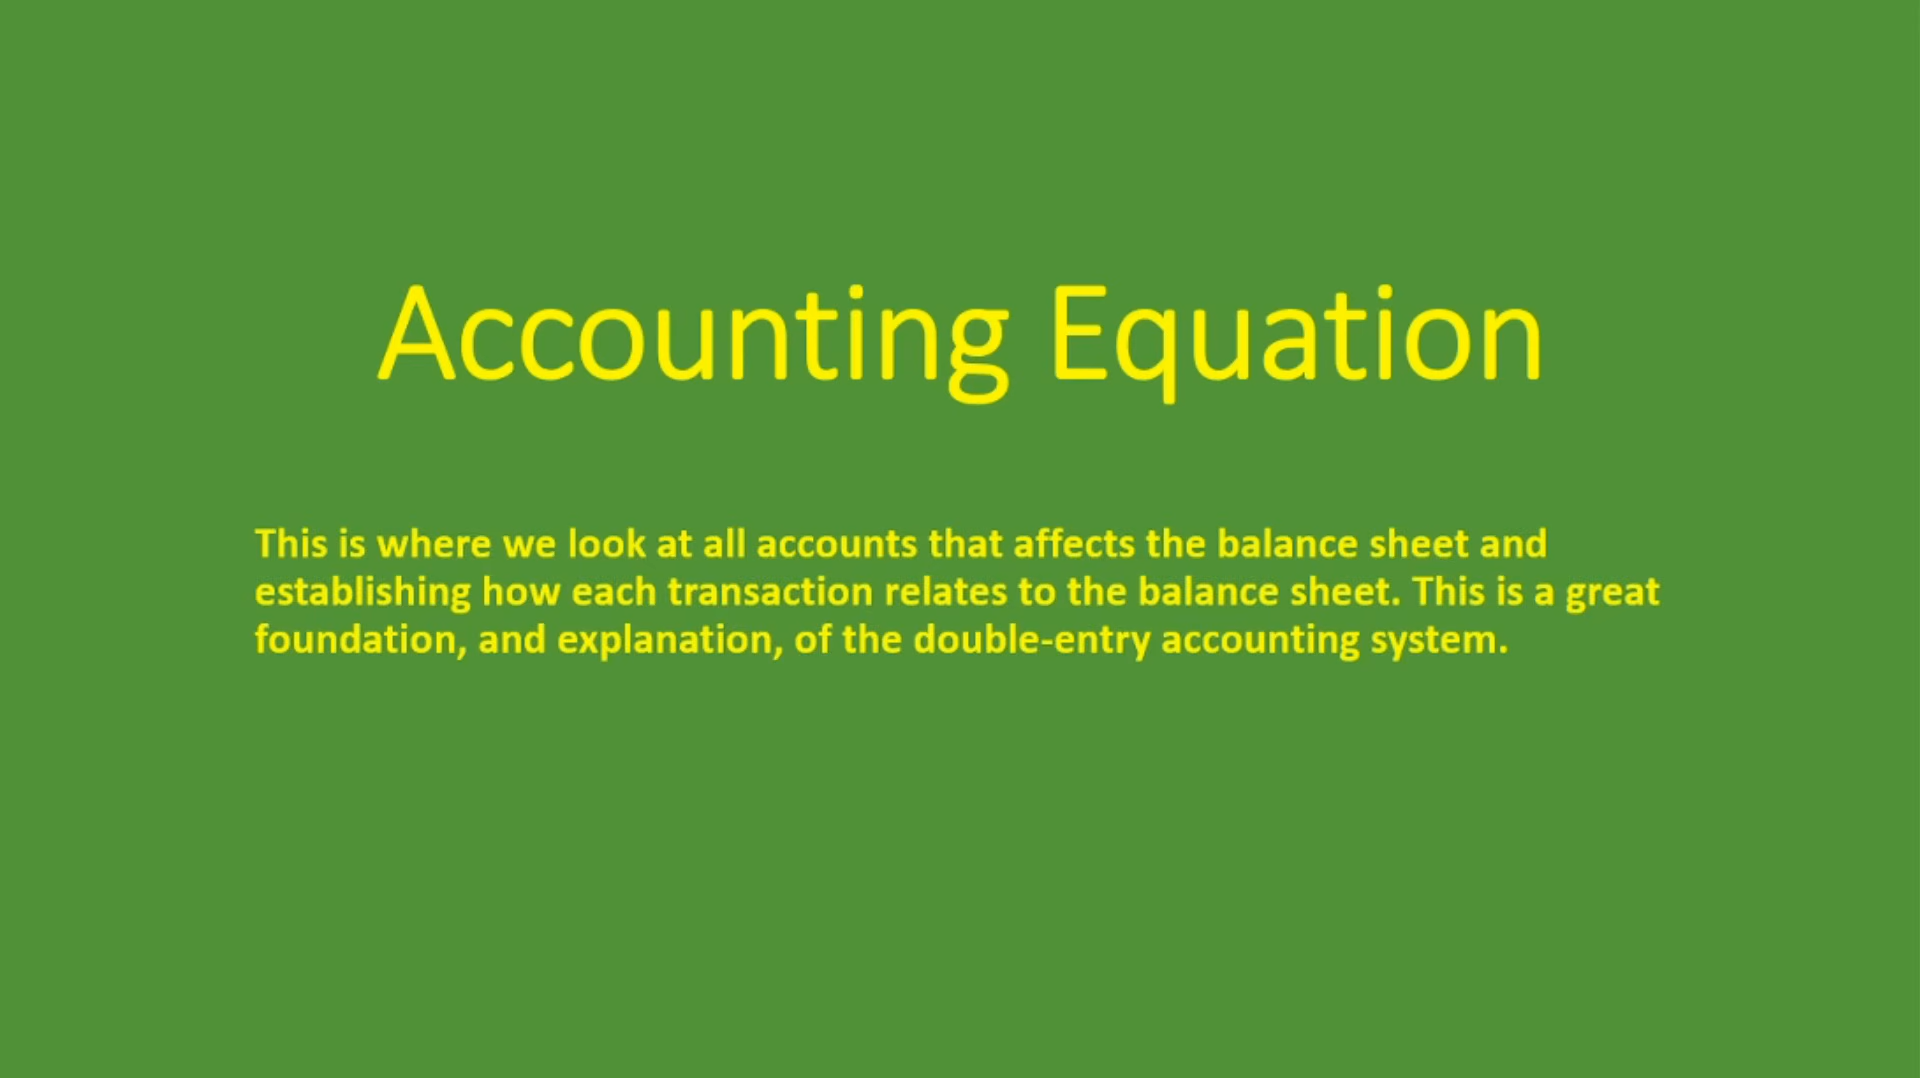 Accounting Equation
This is where we look at all accounts that affects the balance sheet and
establishing how each transaction relates to the balance sheet. This is a great
foundation, and explanation, of the double-entry accounting system.